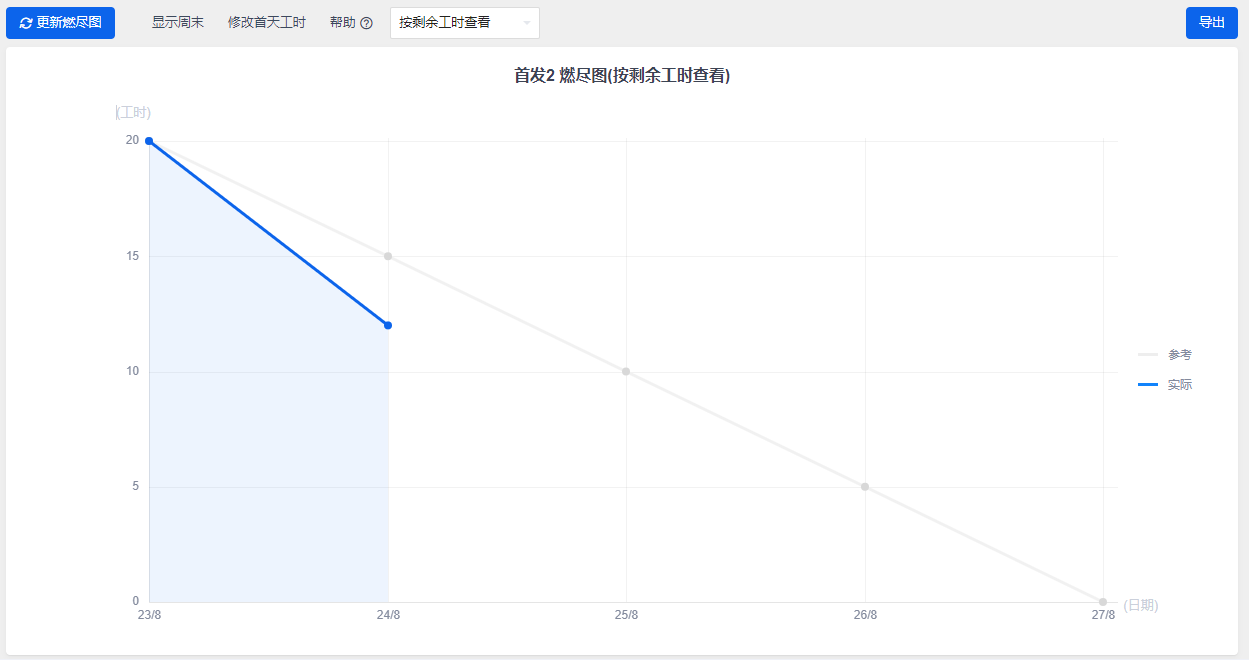 更新燃尽图 显示周末 修改首天工时 帮助 按剩余工时查看 导出
首发2 燃尽图(按剩余工时查看)
(工时)
20
15
10
5
0
参考
实际
23/8 24/8 25/8 26/8 27/8 (日期)